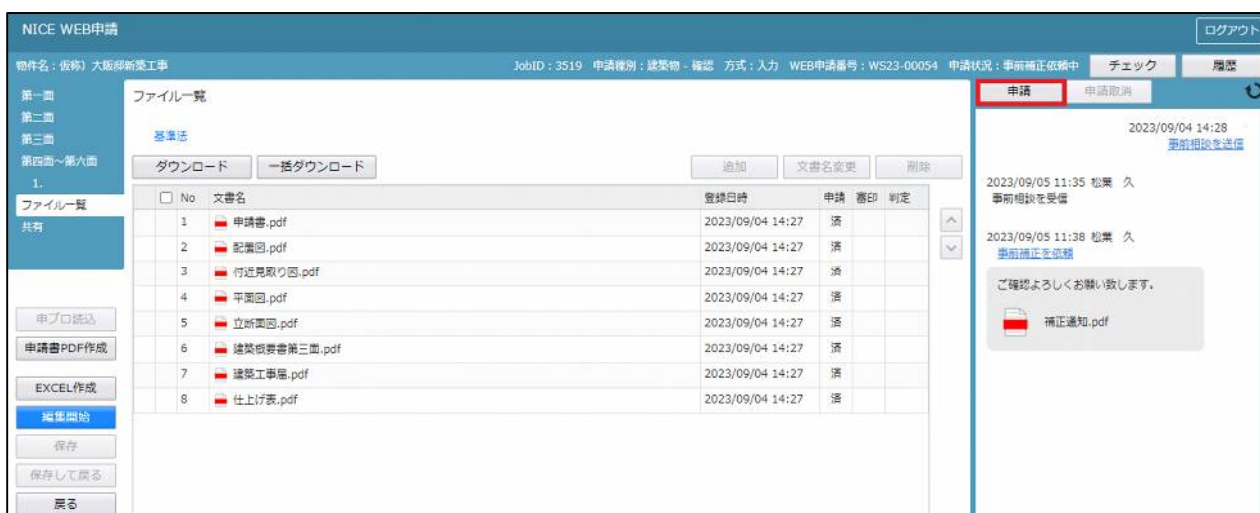 NICE WEB申請
ログアウト
物件名：仮称）大阪邸新築工事 JobID：3519 申請種別：建築物 - 確認 方式：入力 WEB申請番号：WS23-00054 申請状況：事前補正依頼中 チェック 履歴
第一面
第二面
第三面
第四面～第六面
1.
ファイル一覧
共有
申プロ読込
申請書PDF作成
EXCEL作成
編集開始
保存
保存して戻る
戻る
ファイル一覧
基準法
ダウンロード 一括ダウンロード 追加 文書名変更 削除
No 文書名 登録日時 申請 審印 判定
1 申請書.pdf 2023/09/04 14:27 済
2 配置図.pdf 2023/09/04 14:27 済
3 付近見取り図.pdf 2023/09/04 14:27 済
4 平面図.pdf 2023/09/04 14:27 済
5 立断面図.pdf 2023/09/04 14:27 済
6 建築概要書第三面.pdf 2023/09/04 14:27 済
7 建築工事届.pdf 2023/09/04 14:27 済
8 仕上げ表.pdf 2023/09/04 14:27 済
申請 申請取消
2023/09/04 14:28
事前相談を送信
2023/09/05 11:35 松葉 久
事前相談を受信
2023/09/05 11:38 松葉 久
事前補正を依頼
ご確認よろしくお願い致します。
補正通知.pdf